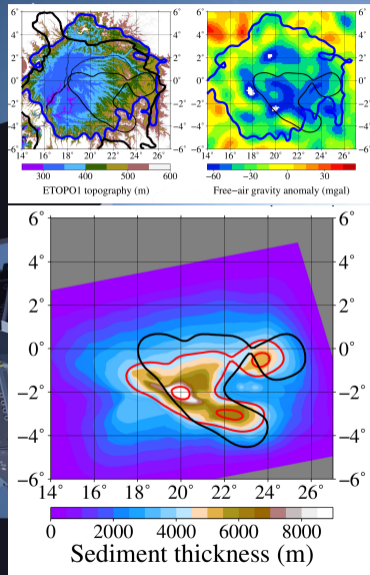 6° 6°
4° 4°
2° 2°
0° 0°
−2° −2°
−4° −4°
−6° −6°
14° 16° 18° 20° 22° 24° 26° 14° 18° 22° 26°
300 400 500 600 −60 −30 0 30
ETOPO1 topography (m) Free−air gravity anomaly (mgal)
6° 6°
4° 4°
2° 2°
0° 0°
−2° −2°
−4° −4°
−6° −6°
14° 16° 18° 20° 22° 24° 26°
0 2000 4000 6000 8000
Sediment thickness (m)